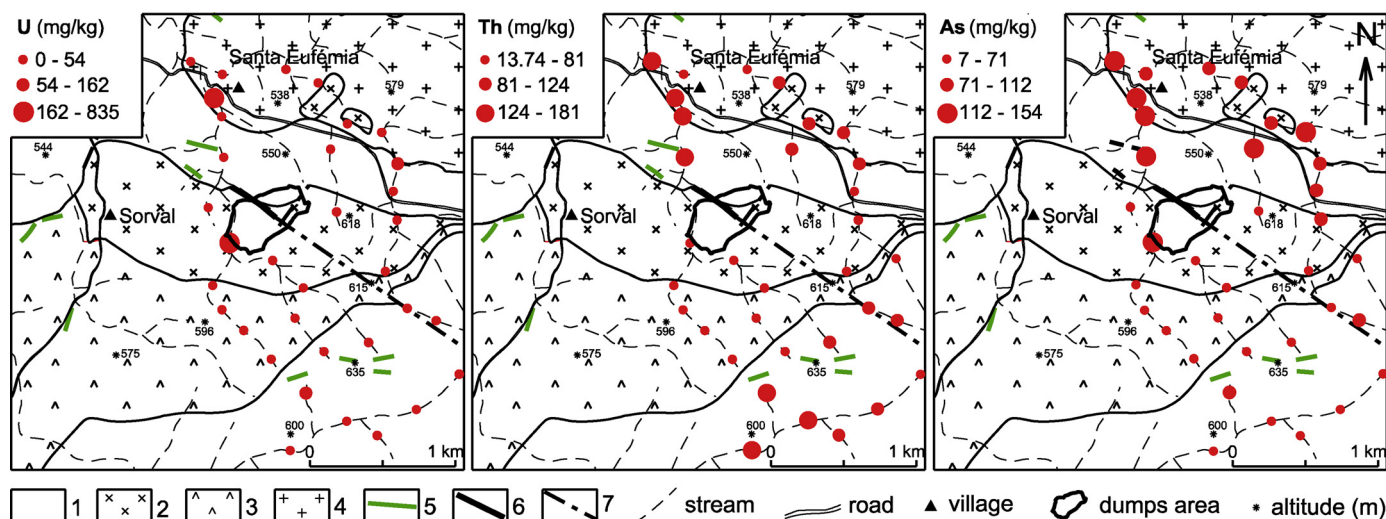 U (mg/kg)
0 - 54
54 - 162
162 - 835
Santa Eufémia
538
579
544
550
Sorval
618
615
596
575
635
600
0
1 km
Th (mg/kg)
13.74 - 81
81 - 124
124 - 181
Santa Eufémia
538
579
544
550
Sorval
618
615
596
575
635
600
0
1 km
As (mg/kg)
7 - 71
71 - 112
112 - 154
N
Santa Eufémia
538
579
544
550
Sorval
618
615
596
575
635
600
0
1 km
1 2 3 4 5 6 7 stream road village dumps area altitude (m)